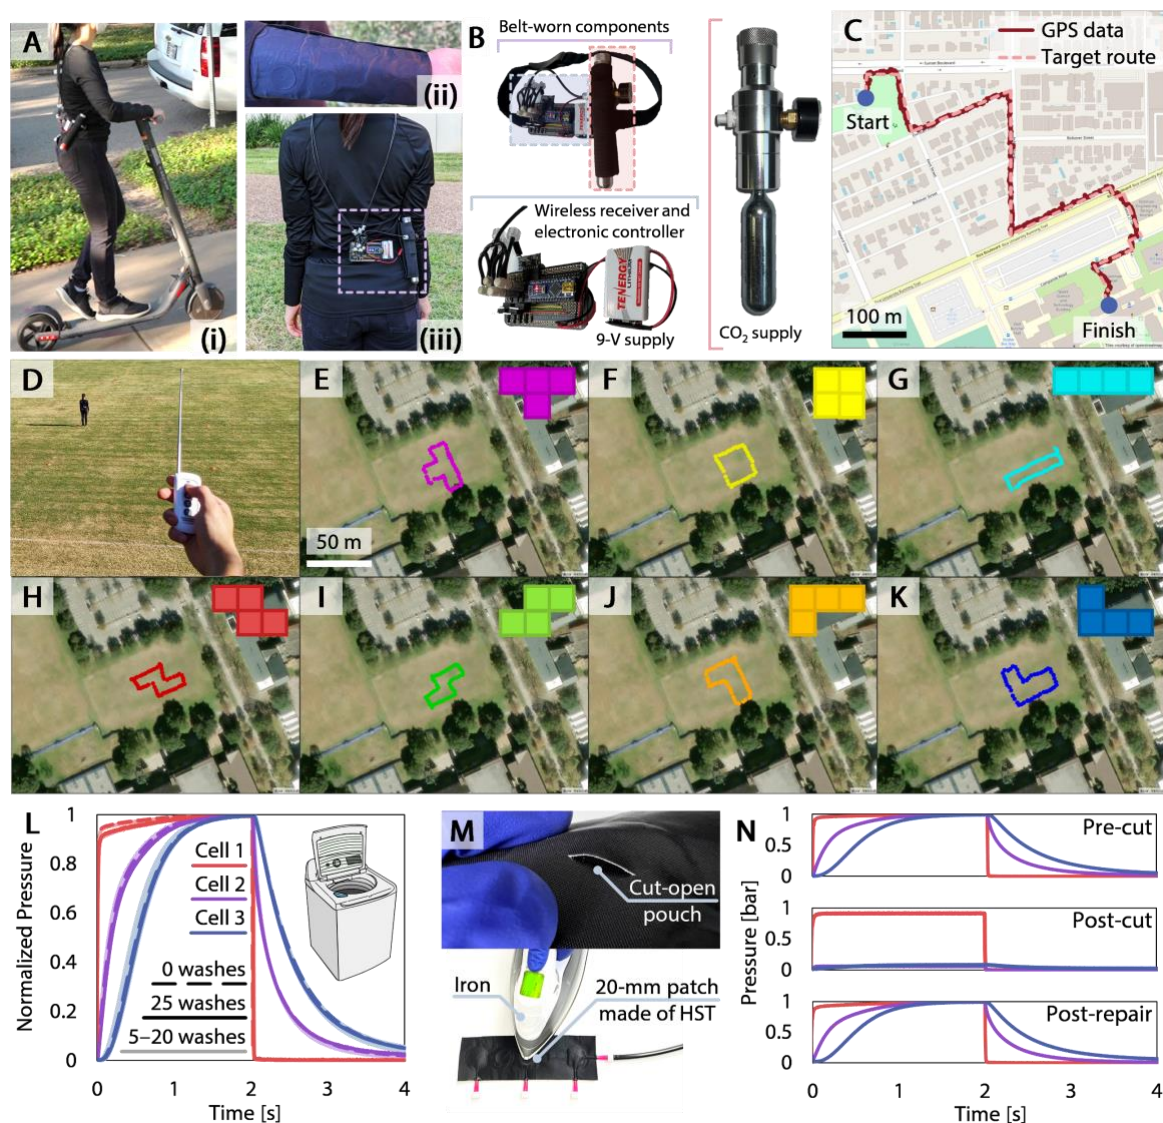 A
(i)
(ii)
(iii)
B
Belt-worn components
Wireless receiver and
electronic controller
TENERGY
9-V supply
CO₂ supply
C
GPS data
Target route
Start
Finish
100 m
D
E
50 m
F
G
H
I
J
K
L
Normalized Pressure
1
0.8
0.6
0.4
0.2
0
Cell 1
Cell 2
Cell 3
0 washes
25 washes
5–20 washes
0
1
2
3
4
Time [s]
M
Cut-open
pouch
Iron
20-mm patch
made of HST
N
Pressure [bar]
1
0.5
0
Pre-cut
1
0.5
0
Post-cut
1
0.5
0
Post-repair
0
1
2
3
4
Time [s]